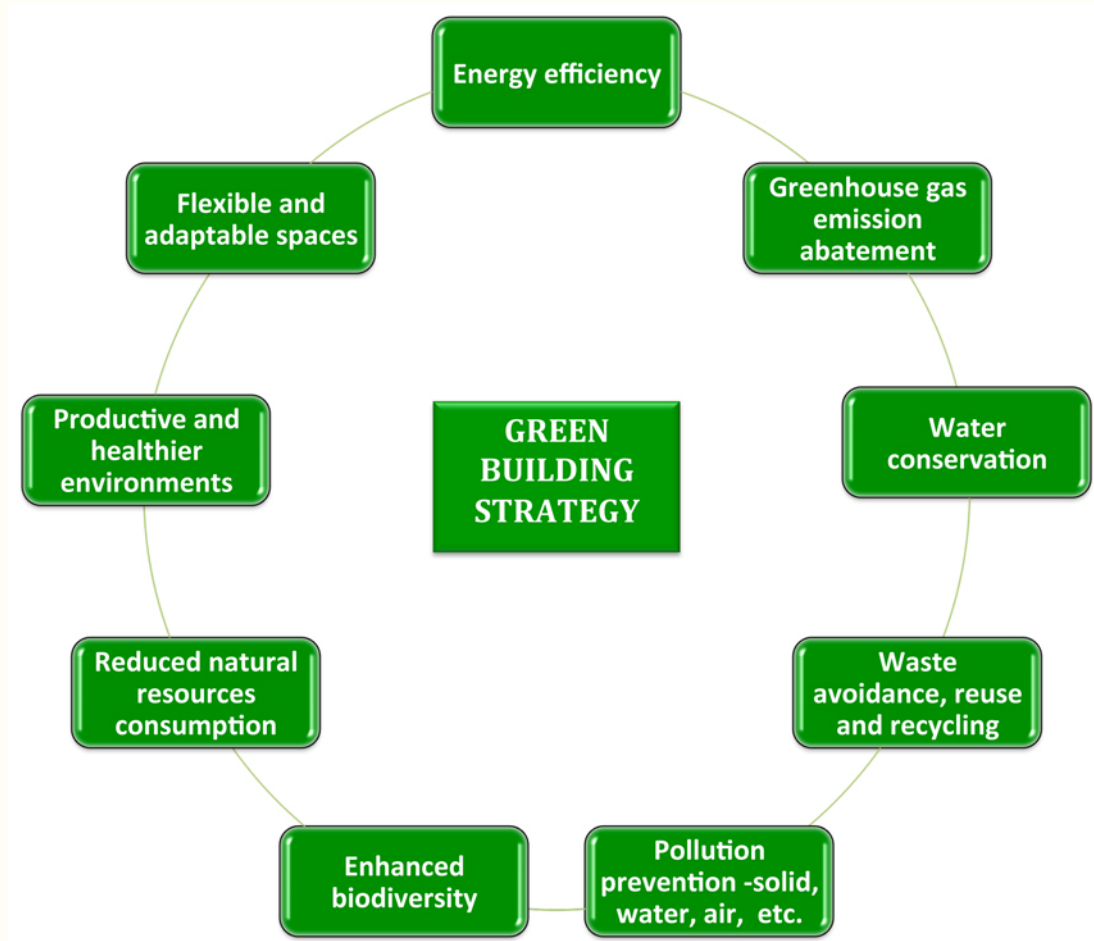 Energy efficiency
Greenhouse gas
emission
abatement
Water
conservation
Waste
avoidance, reuse
and recycling
Pollution
prevention -solid,
water, air, etc.
Enhanced
biodiversity
Reduced natural
resources
consumption
Productive and
healthier
environments
Flexible and
adaptable spaces
GREEN
BUILDING
STRATEGY